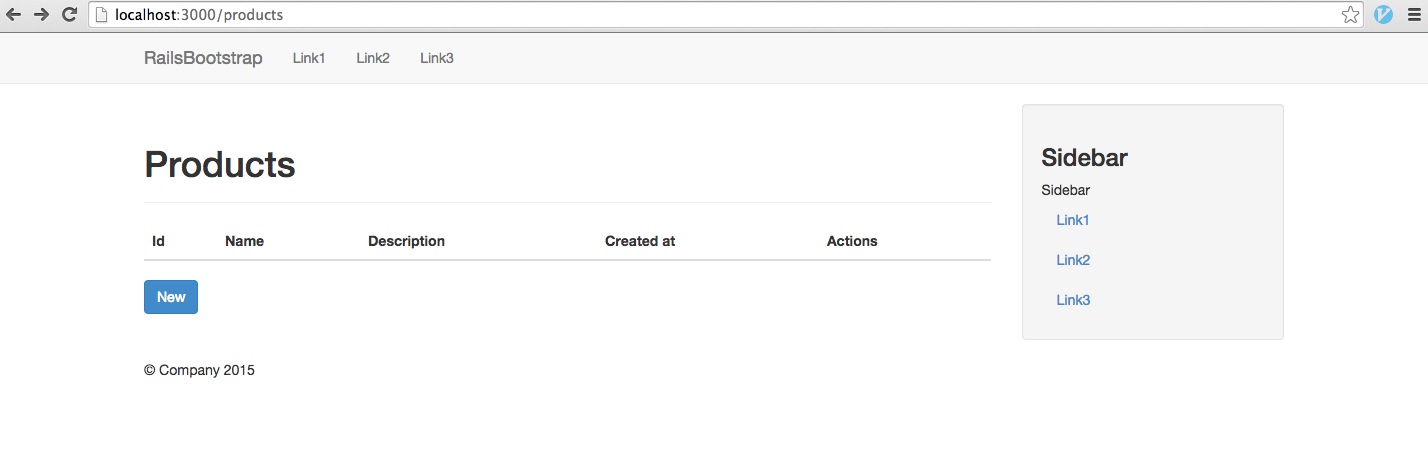 localhost:3000/products
RailsBootstrap Link1 Link2 Link3
Products
Id Name Description Created at Actions
New
© Company 2015
Sidebar
Sidebar
Link1
Link2
Link3